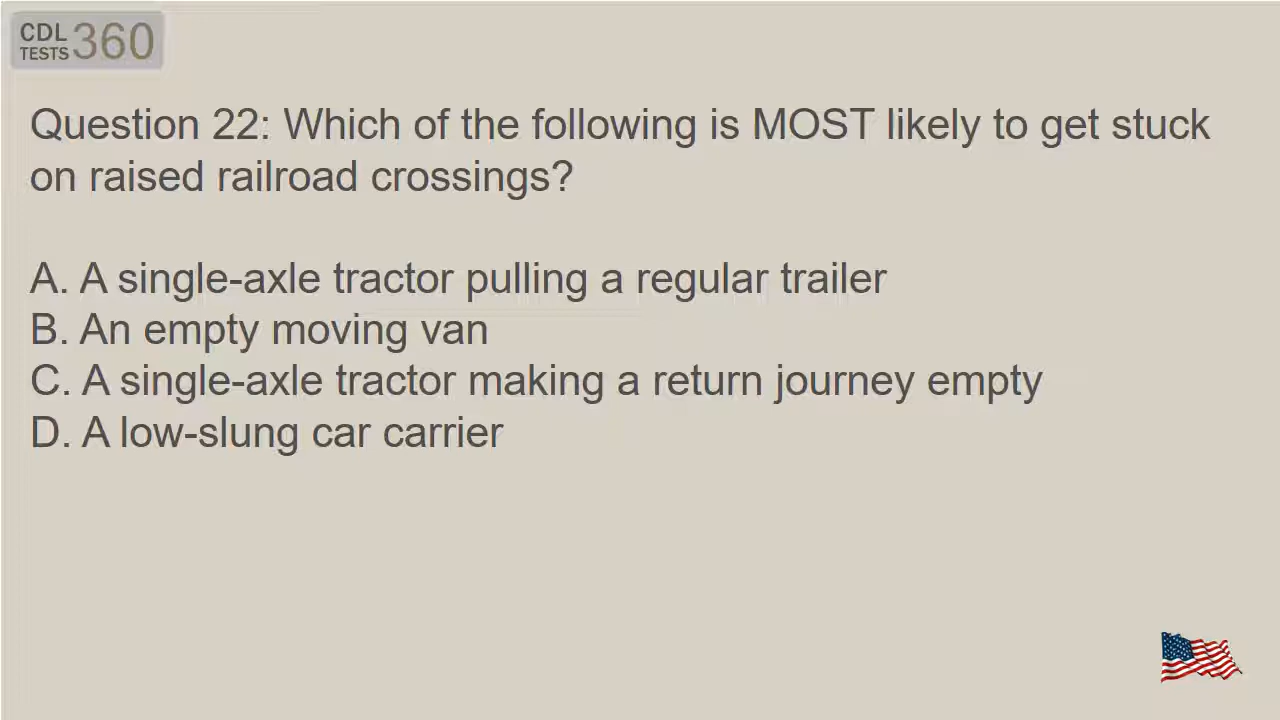 CDL
TESTS 360
Question 22: Which of the following is MOST likely to get stuck
on raised railroad crossings?
A. A single-axle tractor pulling a regular trailer
B. An empty moving van
C. A single-axle tractor making a return journey empty
D. A low-slung car carrier